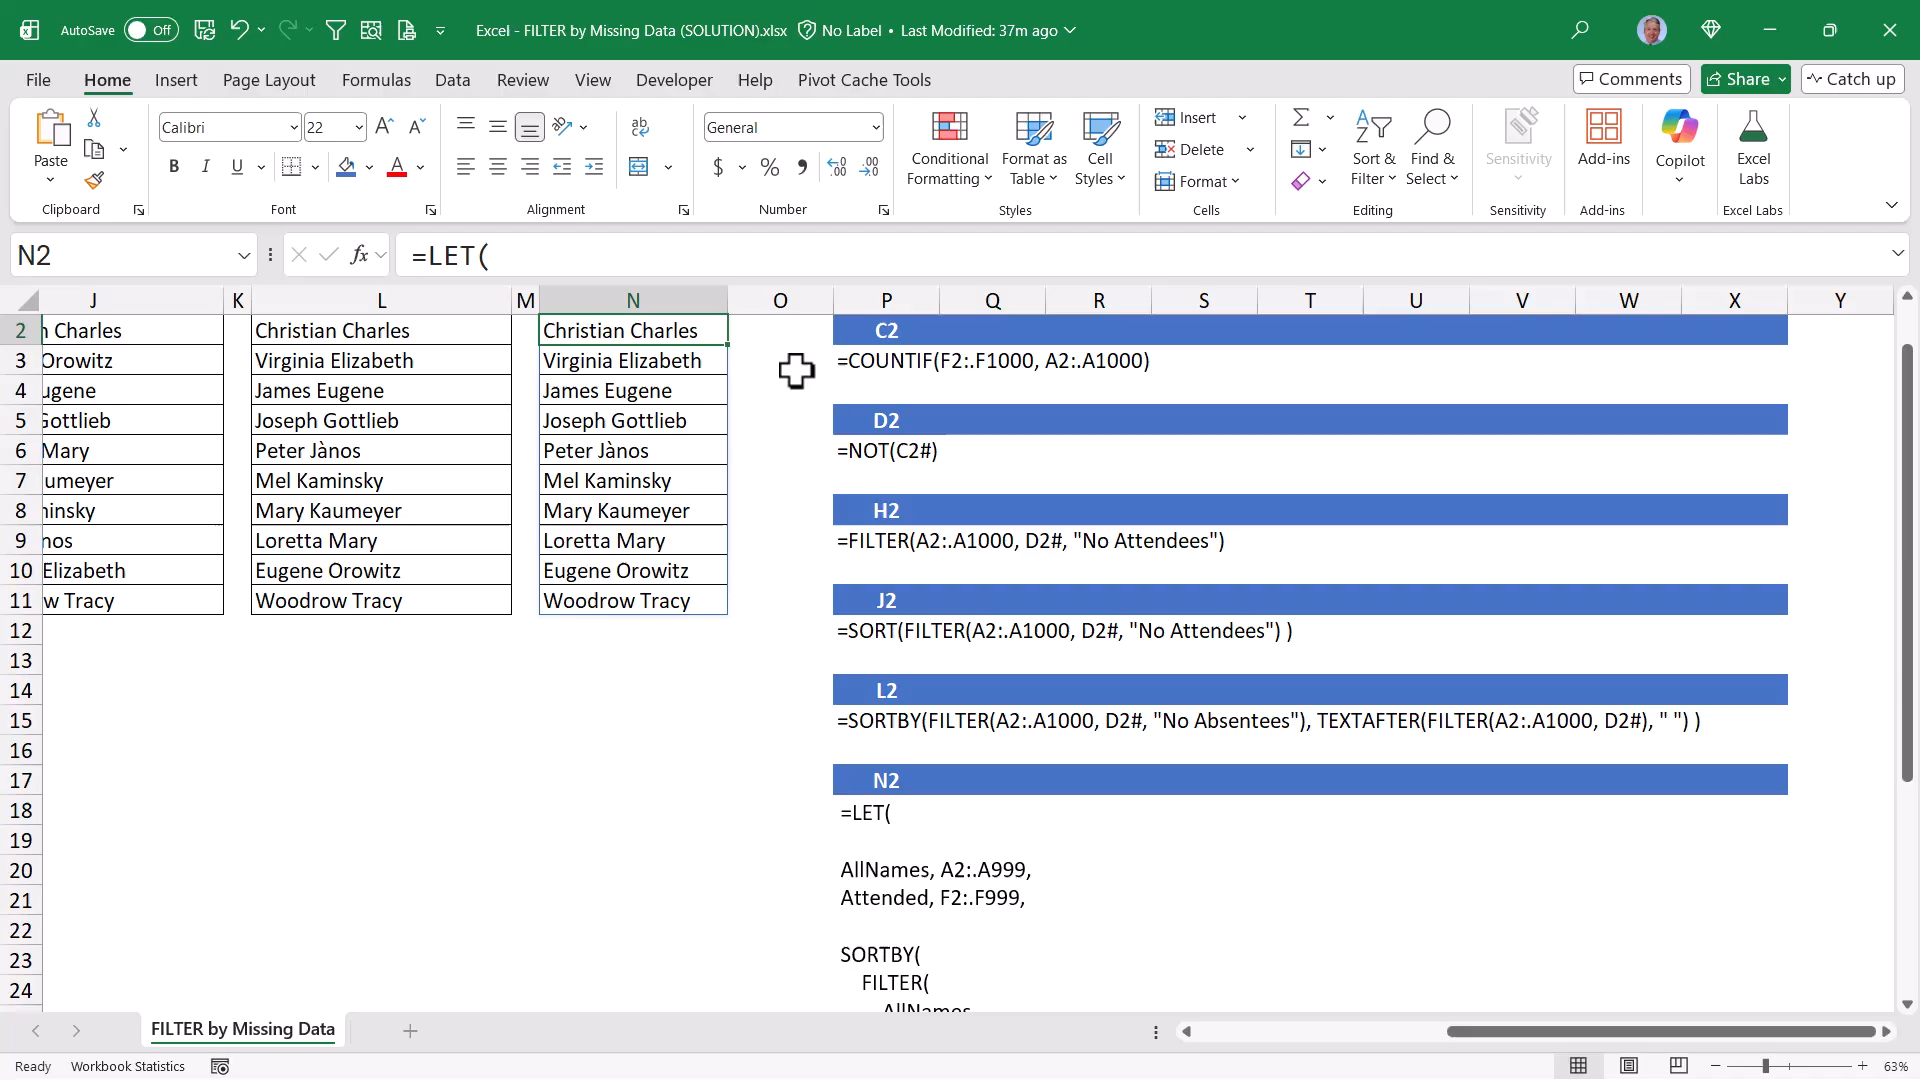 AutoSave Off Excel - FILTER by Missing Data (SOLUTION).xlsx No Label • Last Modified: 37m ago
File Home Insert Page Layout Formulas Data Review View Developer Help Pivot Cache Tools Comments Share Catch up
Paste
Clipboard
Calibri 22
B I U
Font
ab
Alignment
General
$ %
Number
Conditional Formatting
Format as Table
Cell Styles
Styles
Insert
Delete
Format
Cells
Sort & Filter
Find & Select
Editing
Sensitivity
Sensitivity
Add-ins
Add-ins
Copilot
Excel Labs
Excel Labs
N2 fx =LET(
J K L M N O P Q R S T U V W X Y
2 Charles Christian Charles Christian Charles C2
3 Orowitz Virginia Elizabeth Virginia Elizabeth =COUNTIF(F2:.F1000, A2:.A1000)
4 ugene James Eugene James Eugene
5 Gottlieb Joseph Gottlieb Joseph Gottlieb D2
6 Mary Peter Jànos Peter Jànos =NOT(C2#)
7 umeyer Mel Kaminsky Mel Kaminsky
8 ninsky Mary Kaumeyer Mary Kaumeyer H2
9 nos Loretta Mary Loretta Mary =FILTER(A2:.A1000, D2#, "No Attendees")
10 Elizabeth Eugene Orowitz Eugene Orowitz
11 w Tracy Woodrow Tracy Woodrow Tracy J2
12 =SORT(FILTER(A2:.A1000, D2#, "No Attendees") )
13
14 L2
15 =SORTBY(FILTER(A2:.A1000, D2#, "No Absentees"), TEXTAFTER(FILTER(A2:.A1000, D2#), " ") )
16
17 N2
18 =LET(
19
20 AllNames, A2:.A999,
21 Attended, F2:.F999,
22
23 SORTBY(
24 FILTER(
AllNames
FILTER by Missing Data
Ready Workbook Statistics 63%